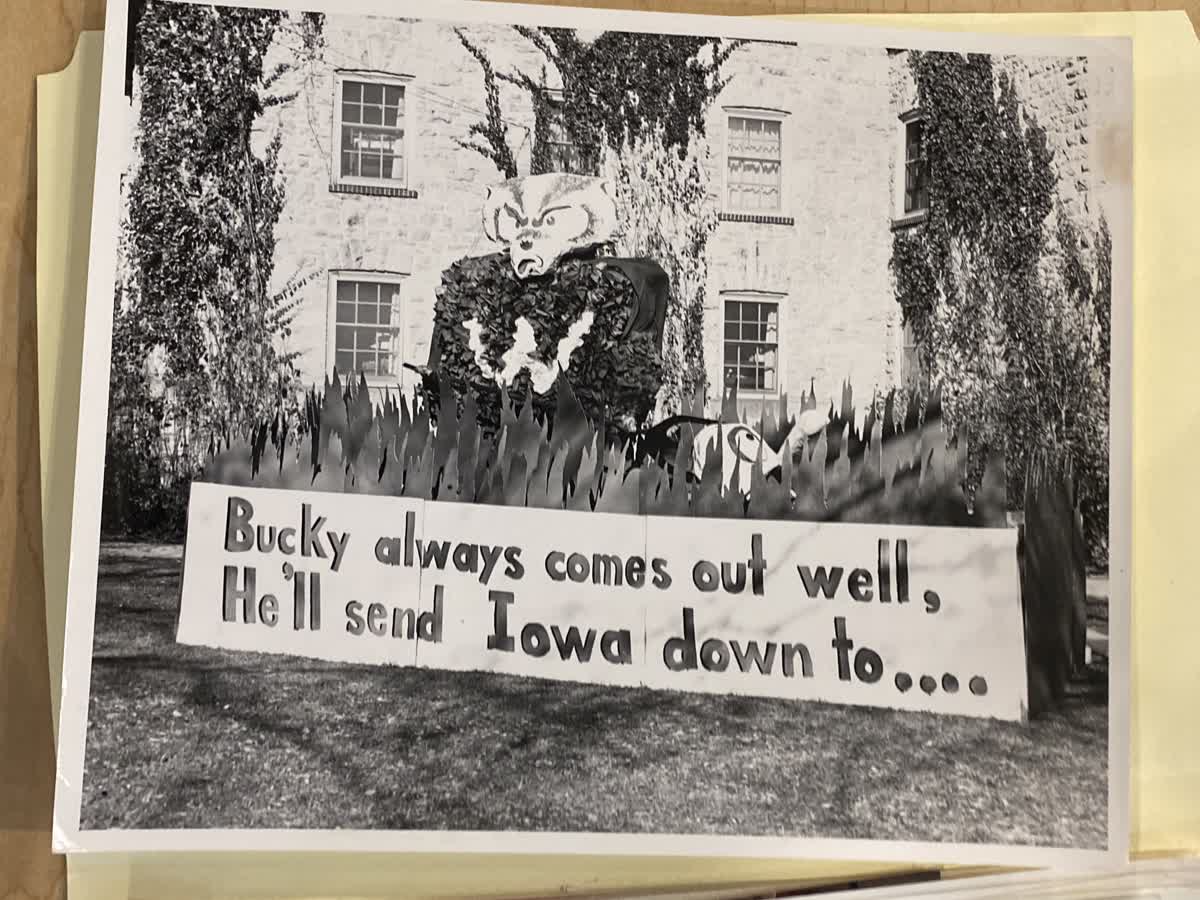 W
Bucky always comes out well,
He'll send Iowa down to....